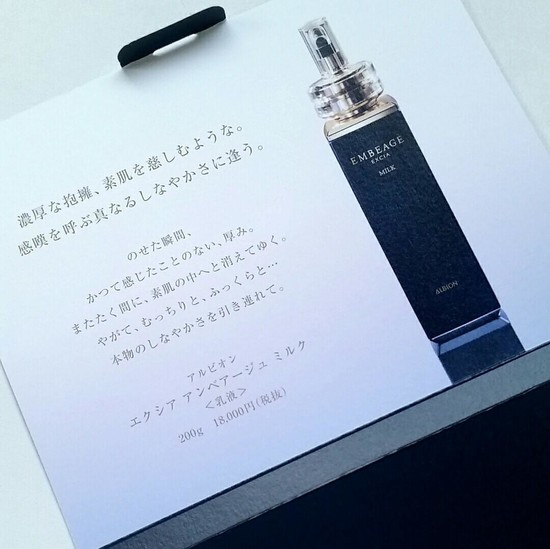 濃厚な抱擁、素肌を慈しむような。
感嘆を呼ぶ真なるしなやかさに逢う。
のせた瞬間、
かつて感じたことのない、厚み。
またたく間に、素肌の中へと消えてゆく。
やがて、むっちりと、ふっくらと…
本物のしなやかさを引き連れて。
アルビオン
エクシア アンベアージュ ミルク
<乳液>
200g 18,000円(税抜)
EMBEAGE
EXCIA
MILK
ALBION